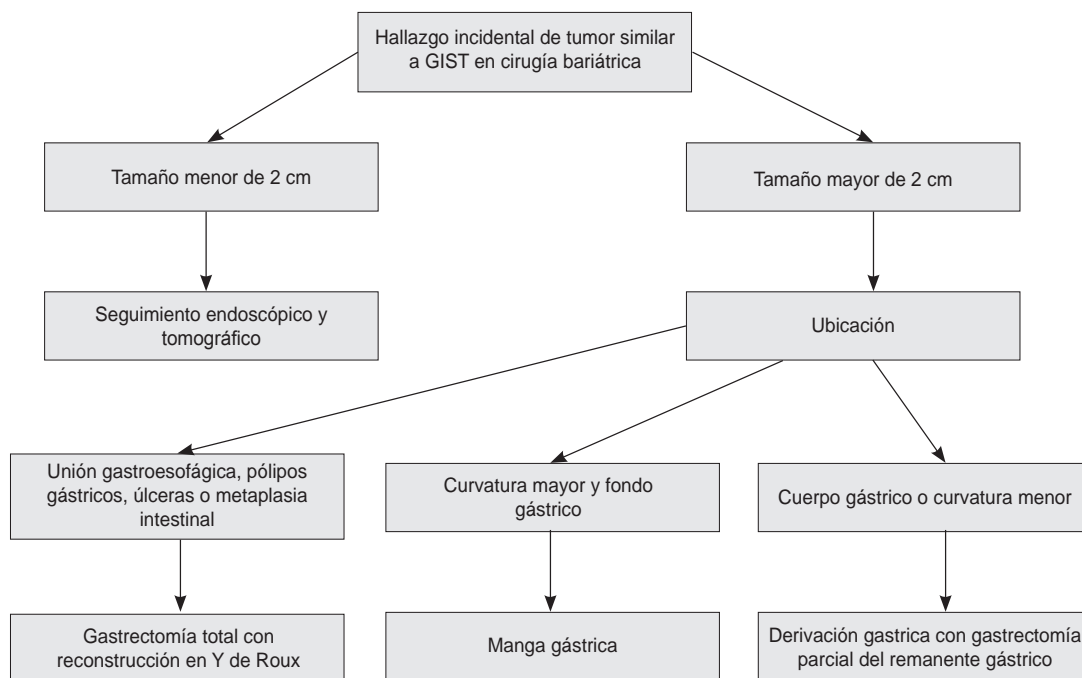 Hallazgo incidental de tumor similar
a GIST en cirugía bariátrica
Tamaño menor de 2 cm
Tamaño mayor de 2 cm
Seguimiento endoscópico y
tomográfico
Ubicación
Unión gastroesofágica, pólipos
gástricos, úlceras o metaplasia
intestinal
Curvatura mayor y fondo
gástrico
Cuerpo gástrico o curvatura menor
Gastrectomía total con
reconstrucción en Y de Roux
Manga gástrica
Derivación gastrica con gastrectomía
parcial del remanente gástrico